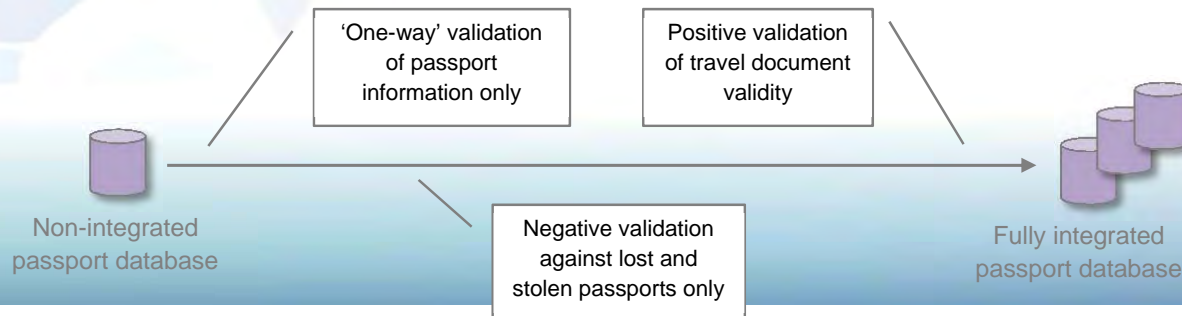 ‘One-way’ validation
of passport
information only
Positive validation
of travel document
validity
Non-integrated
passport database
Negative validation
against lost and
stolen passports only
Fully integrated
passport database